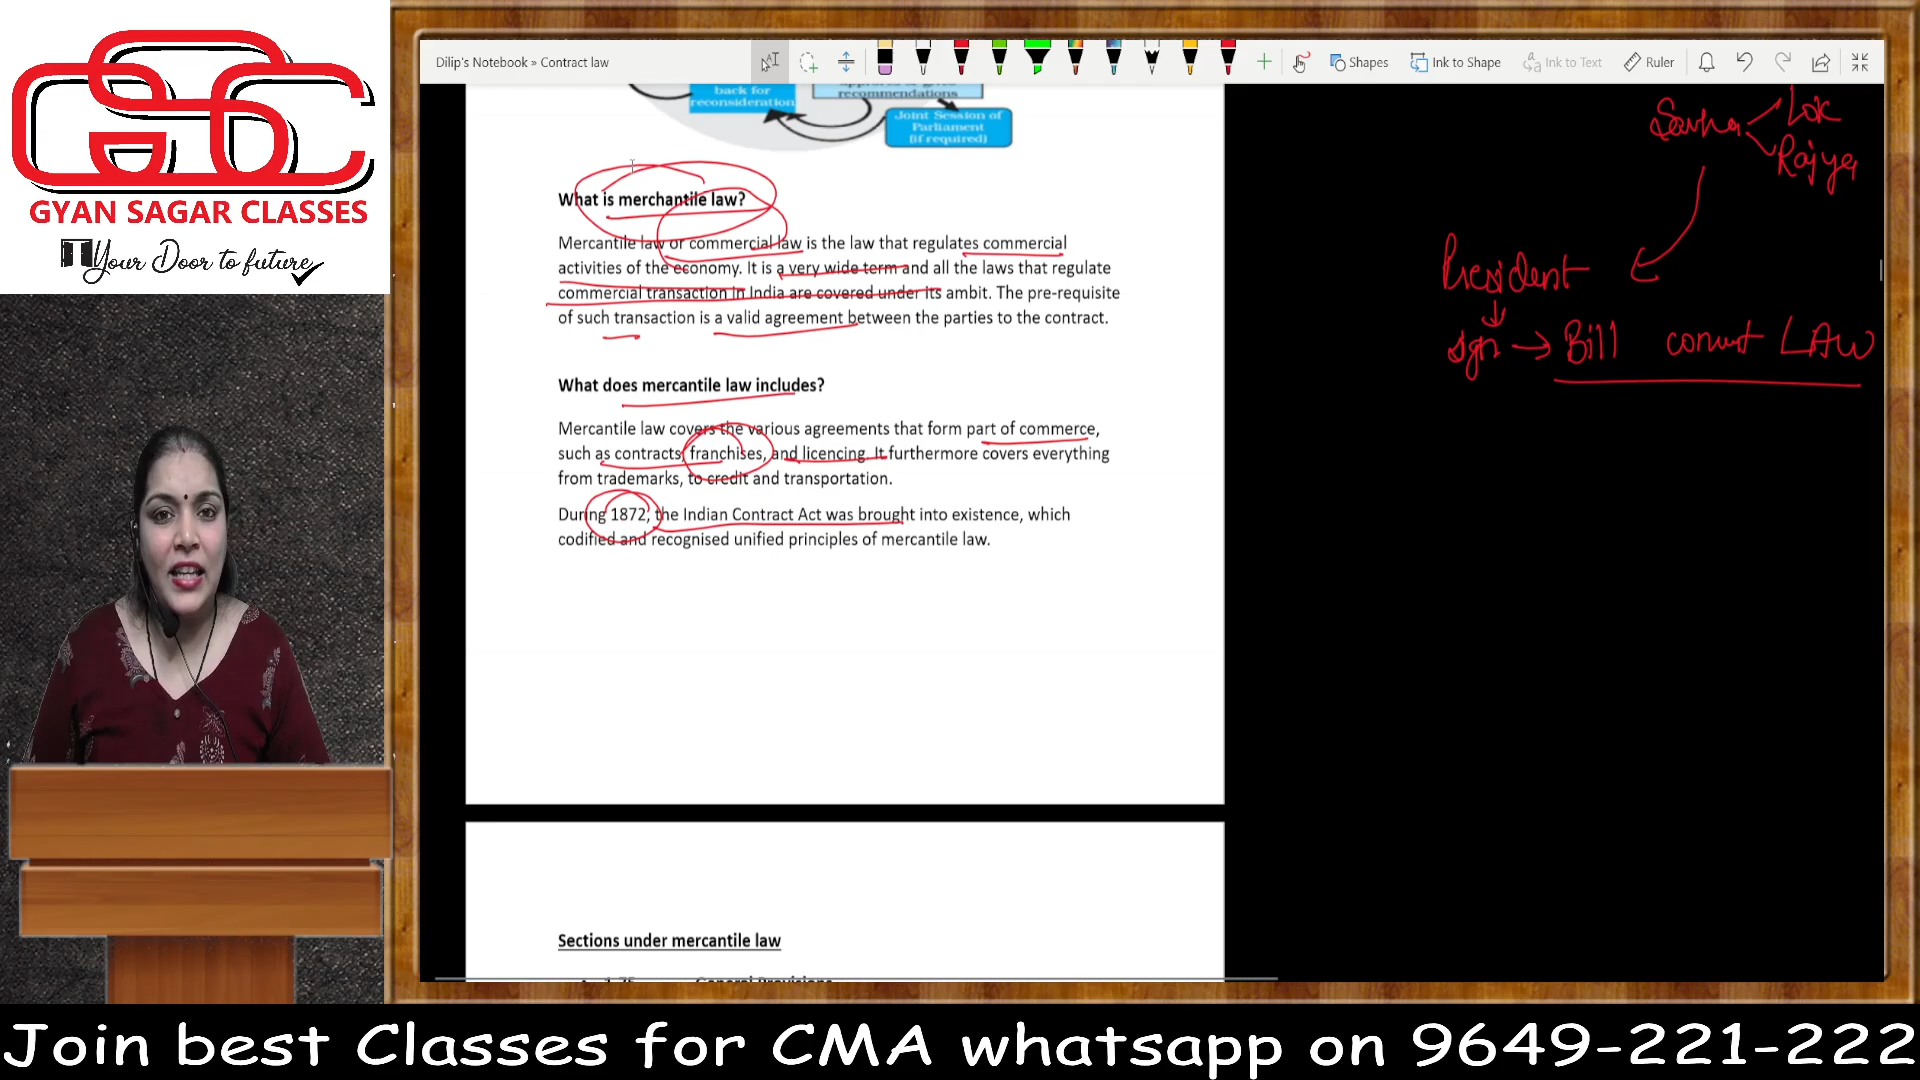 GSC
GYAN SAGAR CLASSES
Your Door to future
Dilip's Notebook » Contract law
Shapes
Ink to Shape
Ink to Text
Ruler
back for
reconsideration
recommendations
Joint Session of
Parliament
(if required)
What is merchantile law?
Mercantile law or commercial law is the law that regulates commercial
activities of the economy. It is a very wide term and all the laws that regulate
commercial transaction in India are covered under its ambit. The pre-requisite
of such transaction is a valid agreement between the parties to the contract.
What does mercantile law includes?
Mercantile law covers the various agreements that form part of commerce,
such as contracts, franchises, and licencing. It furthermore covers everything
from trademarks, to credit and transportation.
During 1872, the Indian Contract Act was brought into existence, which
codified and recognised unified principles of mercantile law.
Sections under mercantile law
1-75 General Provisions
Lok
Rajya
President
sign → Bill convert LAW
Join best Classes for CMA whatsapp on 9649-221-222